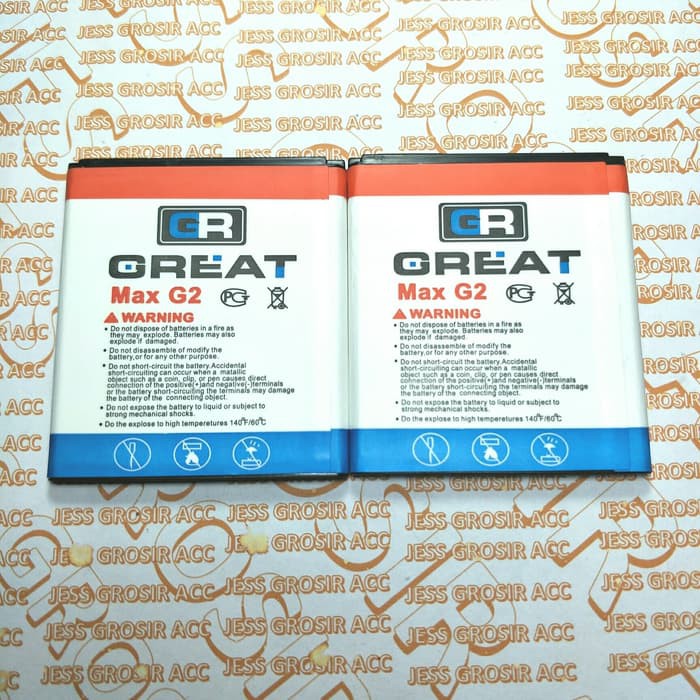 GR
GREAT
Max G2 PG
WARNING
• Do not dispose of batteries in a fire as
they may explode. Batteries may also
explode if damaged.
• Do not disassemble of modify the
battery,or for any other purpose.
• Do not short-circuit the battery.Accidental
short-circuiling can occur when a matallic
object such as a coin, clip, or pen causes direct
connection of the positive(+)and negative(-)terminals
or the battery short-circuiling the terminals may damage
the battery of the connecting object.
• Do not expose the battery to liquid or subject to
strong mechanical shocks.
• Do the explose to high temperetures 140°F/60°C
GR
GREAT
Max G2 PG
WARNING
• Do not dispose of batteries in a fire as
they may explode. Batteries may also
explode if damaged.
• Do not disassemble of modify the
battery,or for any other purpose.
• Do not short-circuit the battery.Accidental
short-circuiling can occur when a matallic
object such as a coin, clip, or pen causes direct
connection of the positive(+)and negative(-)terminals
or the battery short-circuiling the terminals may damage
the battery of the connecting object.
• Do not expose the battery to liquid or subject to
strong mechanical shocks.
• Do the explose to high temperetures 140°F/60°C
JESS GROSIR ACC